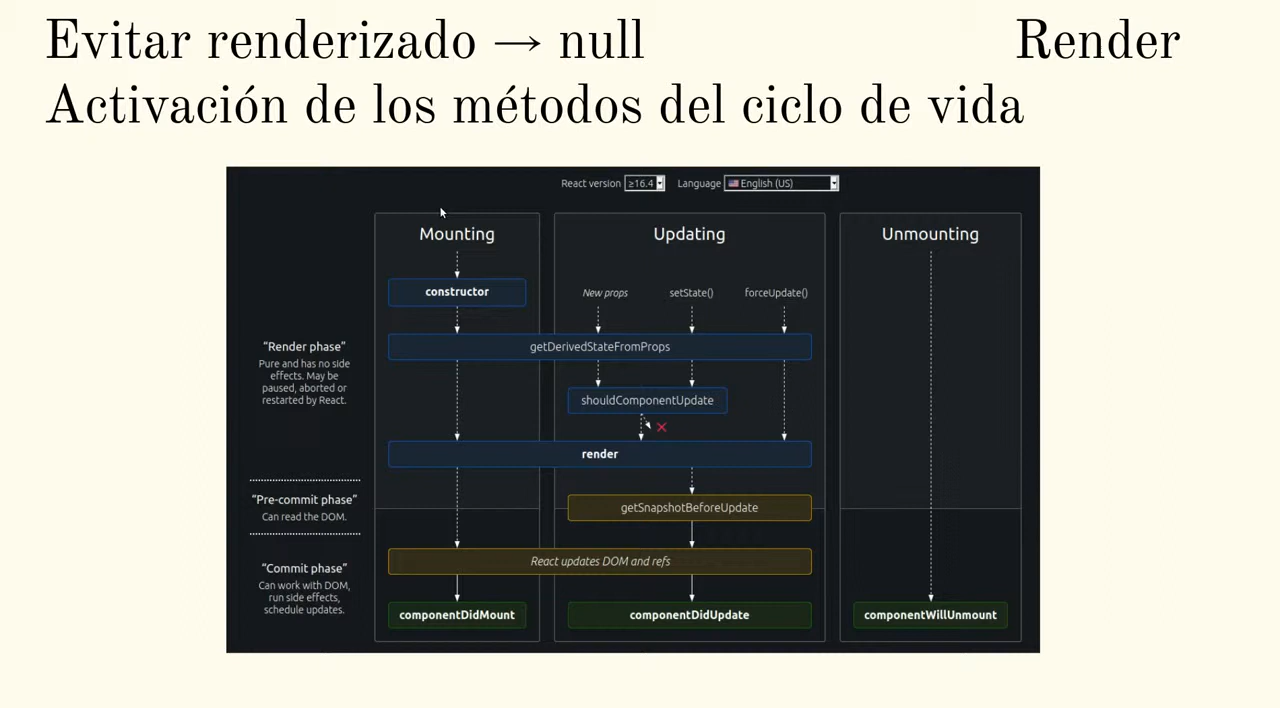 Evitar renderizado → null
Render
Activación de los métodos del ciclo de vida
React version ≥16.4 Language English (US)
Mounting
Updating
Unmounting
constructor
New props
setState()
forceUpdate()
"Render phase"
Pure and has no side
effects. May be
paused, aborted or
restarted by React.
getDerivedStateFromProps
shouldComponentUpdate
render
"Pre-commit phase"
Can read the DOM.
getSnapshotBeforeUpdate
React updates DOM and refs
"Commit phase"
Can work with DOM,
run side effects,
schedule updates.
componentDidMount
componentDidUpdate
componentWillUnmount